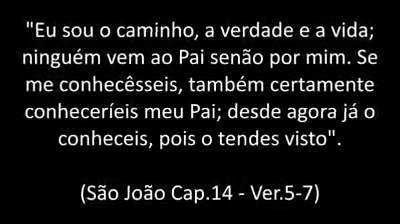 "Eu sou o caminho, a verdade e a vida;
ninguém vem ao Pai senão por mim. Se
me conhecêsseis, também certamente
conheceríeis meu Pai; desde agora já o
conheceis, pois o tendes visto".
(São João Cap.14 - Ver.5-7)